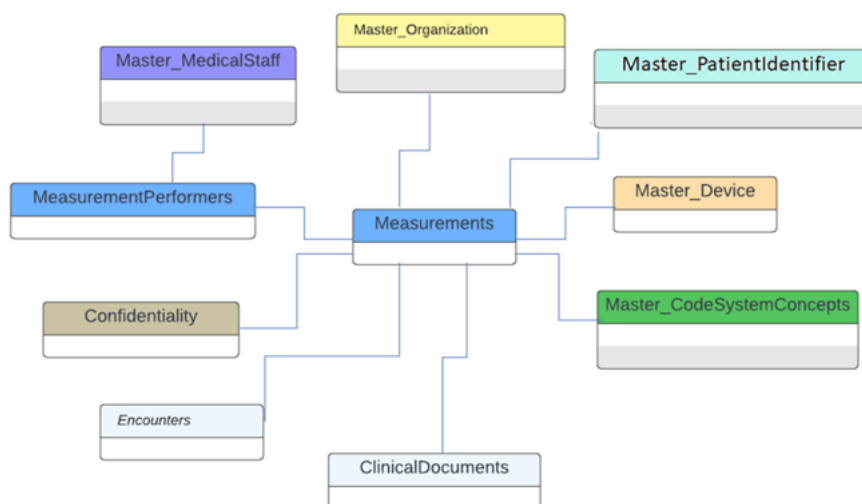 Master_Organization
Master_MedicalStaff
Master_PatientIdentifier
MeasurementPerformers
Master_Device
Measurements
Confidentiality
Master_CodeSystemConcepts
Encounters
ClinicalDocuments